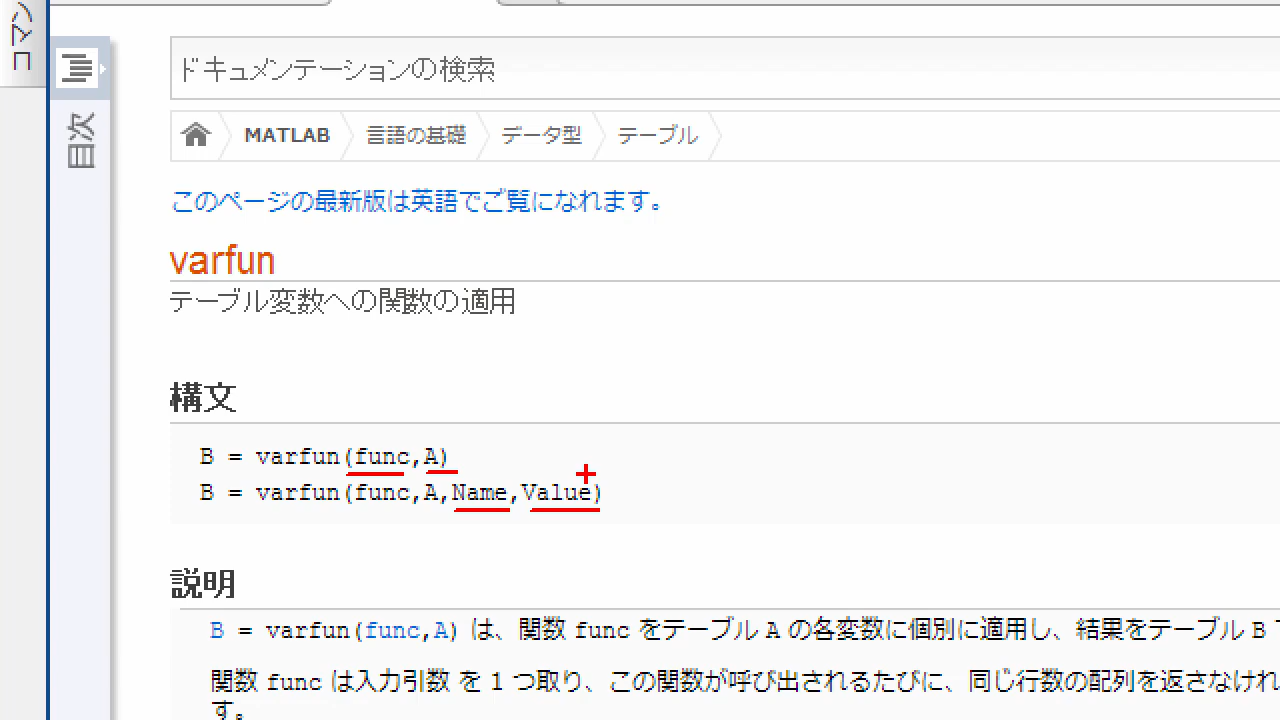 コマン
目次
ドキュメンテーションの検索
MATLAB 言語の基礎 データ型 テーブル
このページの最新版は英語でご覧になれます。
varfun
テーブル変数への関数の適用
構文
B = varfun(func,A)
B = varfun(func,A,Name,Value)
説明
B = varfun(func,A) は、関数 func をテーブル A の各変数に個別に適用し、結果をテーブル B
関数 func は入力引数 を 1 つ取り、この関数が呼び出されるたびに、同じ行数の配列を返さなけれ
す。